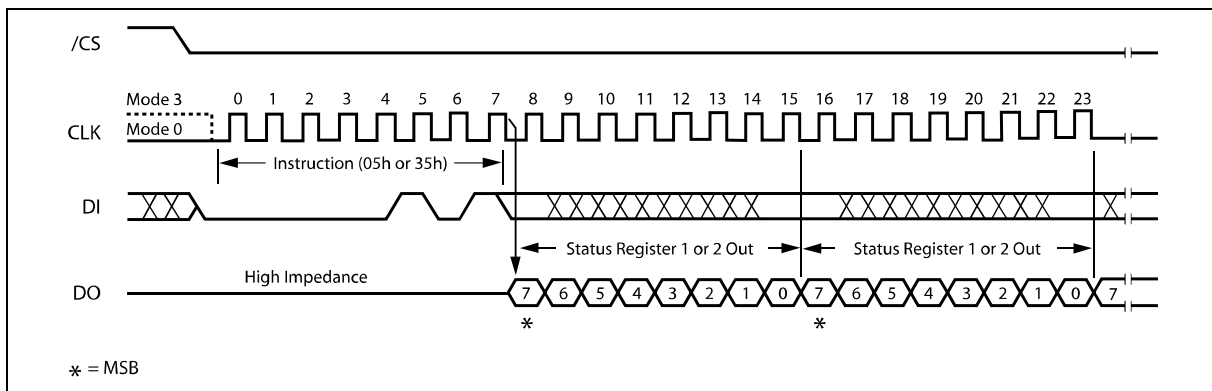 /CS
Mode 3
0 1 2 3 4 5 6 7 8 9 10 11 12 13 14 15 16 17 18 19 20 21 22 23
CLK
Mode 0
Instruction (05h or 35h)
DI
Status Register 1 or 2 Out
Status Register 1 or 2 Out
High Impedance
DO
7 6 5 4 3 2 1 0 7 6 5 4 3 2 1 0 7
* *
* = MSB